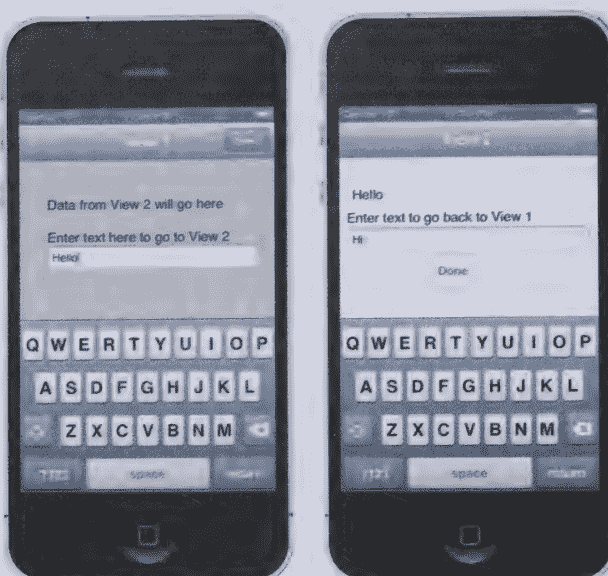 Data from View 2 will go here
Enter text here to go to View 2
Hello
Q W E R T Y U I O P
A S D F G H J K L
Z X C V B N M
space
Hello
Enter text to go back to View 1
Hi
Done
Q W E R T Y U I O P
A S D F G H J K L
Z X C V B N M
space